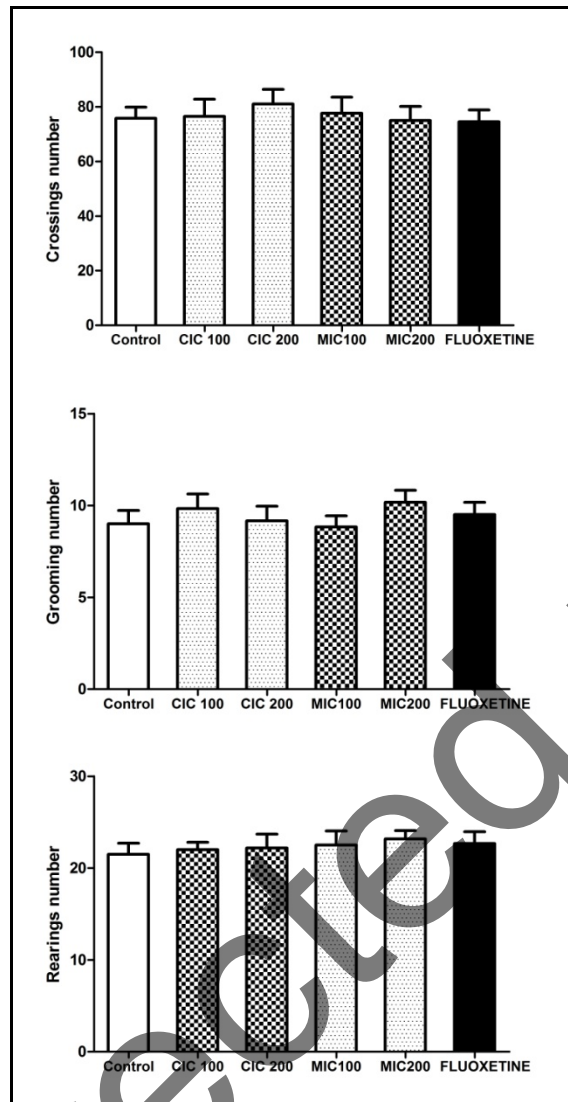 100
80
60
40
20
0
Crossings number
Control CIC 100 CIC 200 MIC100 MIC200 FLUOXETINE
15
10
5
0
Grooming number
Control CIC 100 CIC 200 MIC100 MIC200 FLUOXETINE
30
20
10
0
Rearings number
Control CIC 100 CIC 200 MIC100 MIC200 FLUOXETINE
ected